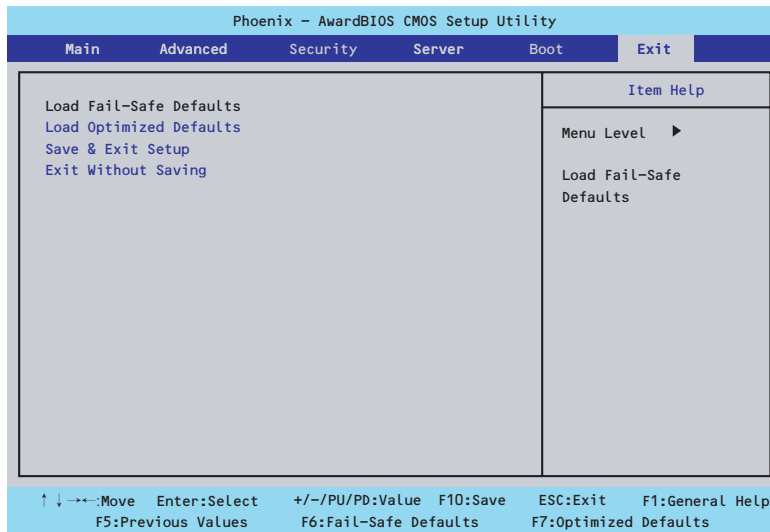 Phoenix – AwardBIOS CMOS Setup Utility
Main Advanced Security Server Boot Exit
Load Fail–Safe Defaults
Load Optimized Defaults
Save & Exit Setup
Exit Without Saving
Item Help
Menu Level ▶
Load Fail–Safe
Defaults
↑↓→←:Move Enter:Select +/–/PU/PD:Value F10:Save ESC:Exit F1:General Help
F5:Previous Values F6:Fail–Safe Defaults F7:Optimized Defaults